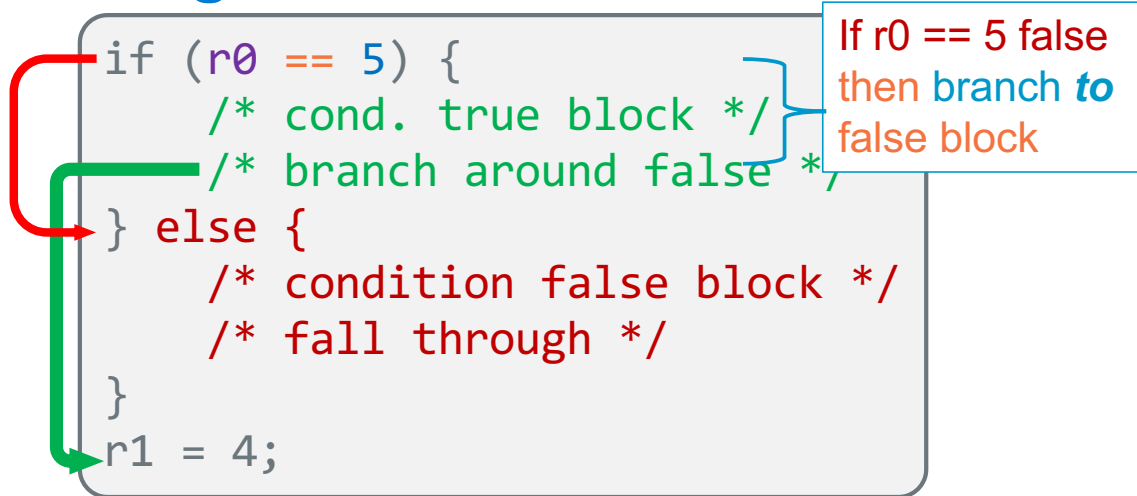 if (r0 == 5) {
/* cond. true block */
/* branch around false */
} else {
/* condition false block */
/* fall through */
}
r1 = 4;
If r0 == 5 false
then branch to
false block